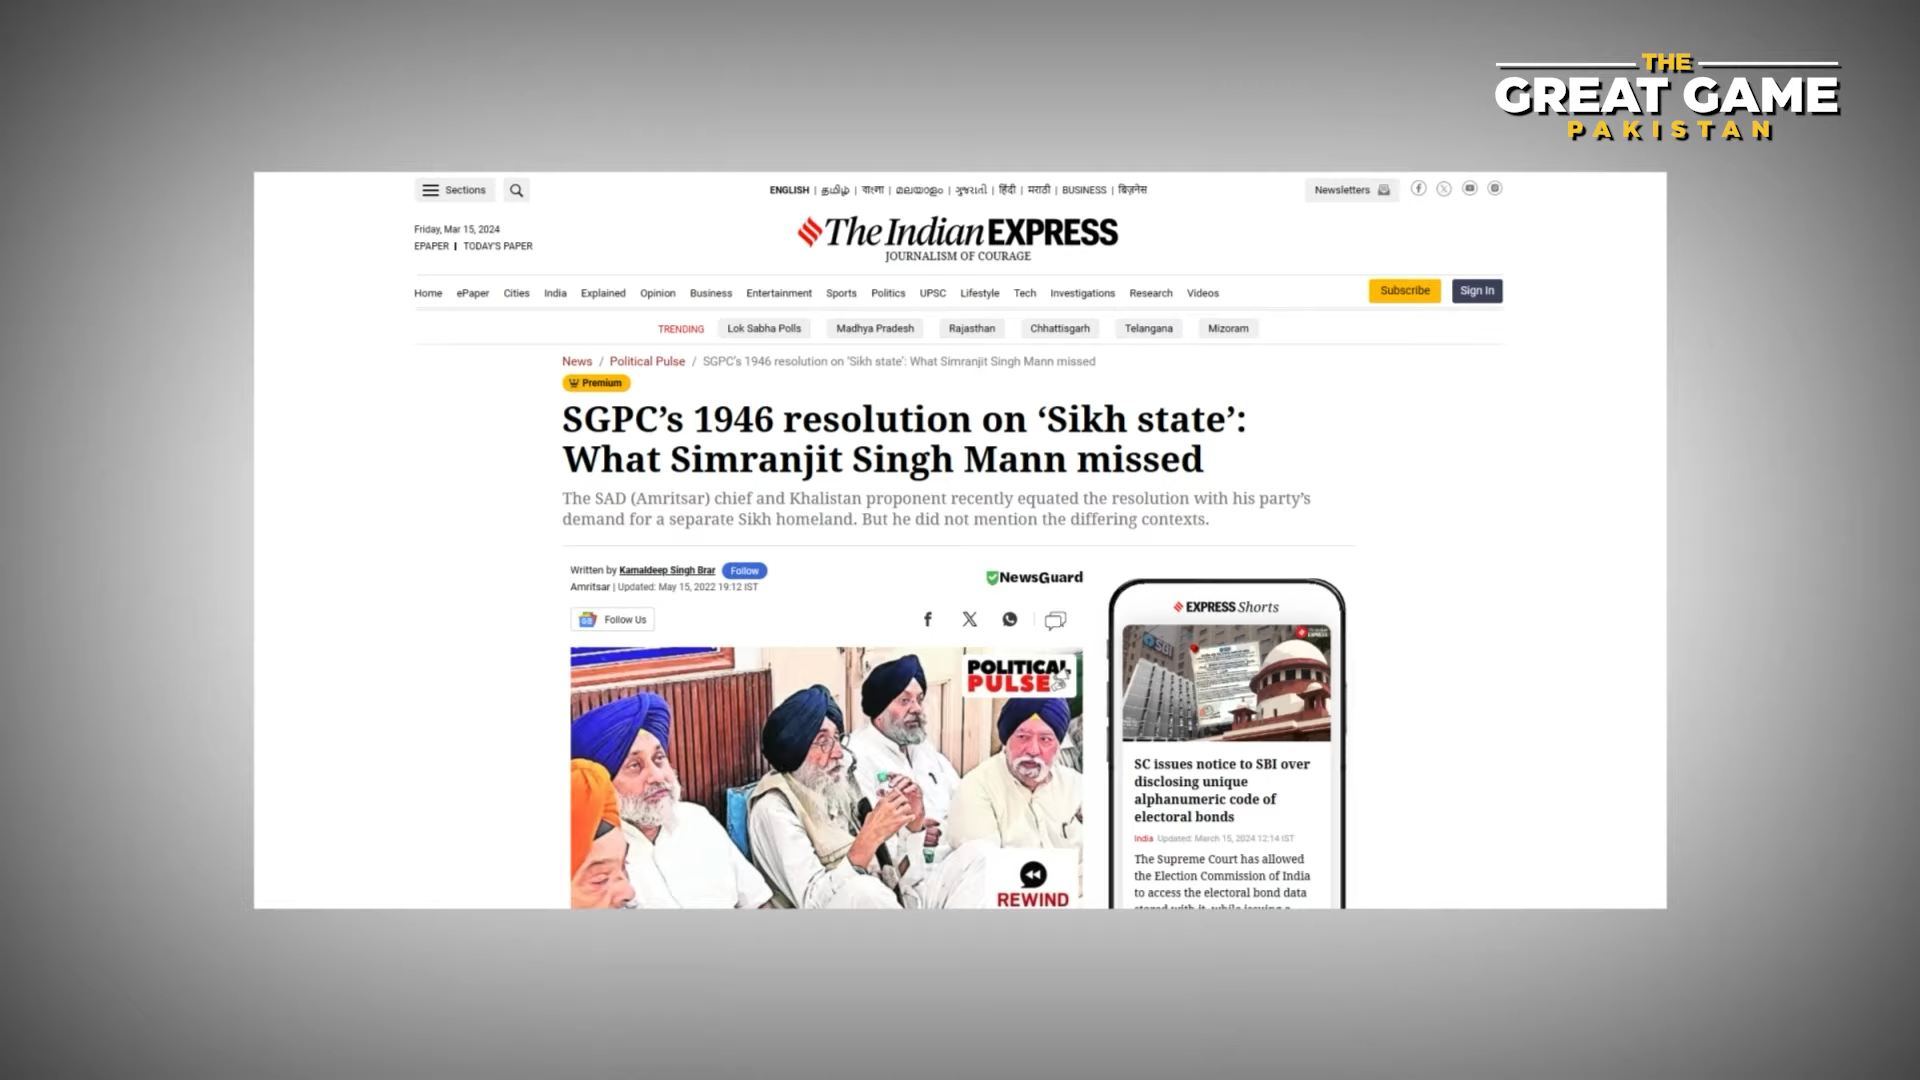 THE
GREAT GAME
PAKISTAN
Sections
ENGLISH | தமிழ் | বাংলা | മലയാളം | ગુજરાતી | हिंदी | मराठी | BUSINESS | बिज़नेस
Newsletters
Friday, Mar 15, 2024
EPAPER | TODAY'S PAPER
The Indian EXPRESS
JOURNALISM OF COURAGE
Home ePaper Cities India Explained Opinion Business Entertainment Sports Politics UPSC Lifestyle Tech Investigations Research Videos
Subscribe
Sign In
TRENDING Lok Sabha Polls Madhya Pradesh Rajasthan Chhattisgarh Telangana Mizoram
News / Political Pulse / SGPC's 1946 resolution on 'Sikh state': What Simranjit Singh Mann missed
Premium
SGPC's 1946 resolution on 'Sikh state':
What Simranjit Singh Mann missed
The SAD (Amritsar) chief and Khalistan proponent recently equated the resolution with his party's
demand for a separate Sikh homeland. But he did not mention the differing contexts.
Written by Kamaldeep Singh Brar Follow
Amritsar | Updated: May 15, 2022 19:12 IST
NewsGuard
Follow Us
POLITICAL
PULSE
REWIND
EXPRESS Shorts
SBI
SC issues notice to SBI over
disclosing unique
alphanumeric code of
electoral bonds
India Updated: March 15, 2024 12:14 IST
The Supreme Court has allowed
the Election Commission of India
to access the electoral bond data
stored with it, while issuing a